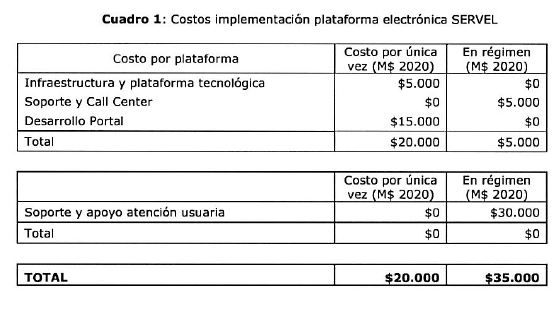 Cuadro 1: Costos implementación plataforma electrónica SERVEL
Costo por plataforma Costo por única vez (M$ 2020) En régimen (M$ 2020)
Infraestructura y plataforma tecnológica $5.000 $0
Soporte y Call Center $0 $5.000
Desarrollo Portal $15.000 $0
Total $20.000 $5.000
Costo por única vez (M$ 2020) En régimen (M$ 2020)
Soporte y apoyo atención usuaria $0 $30.000
Total $0 $0
TOTAL $20.000 $35.000